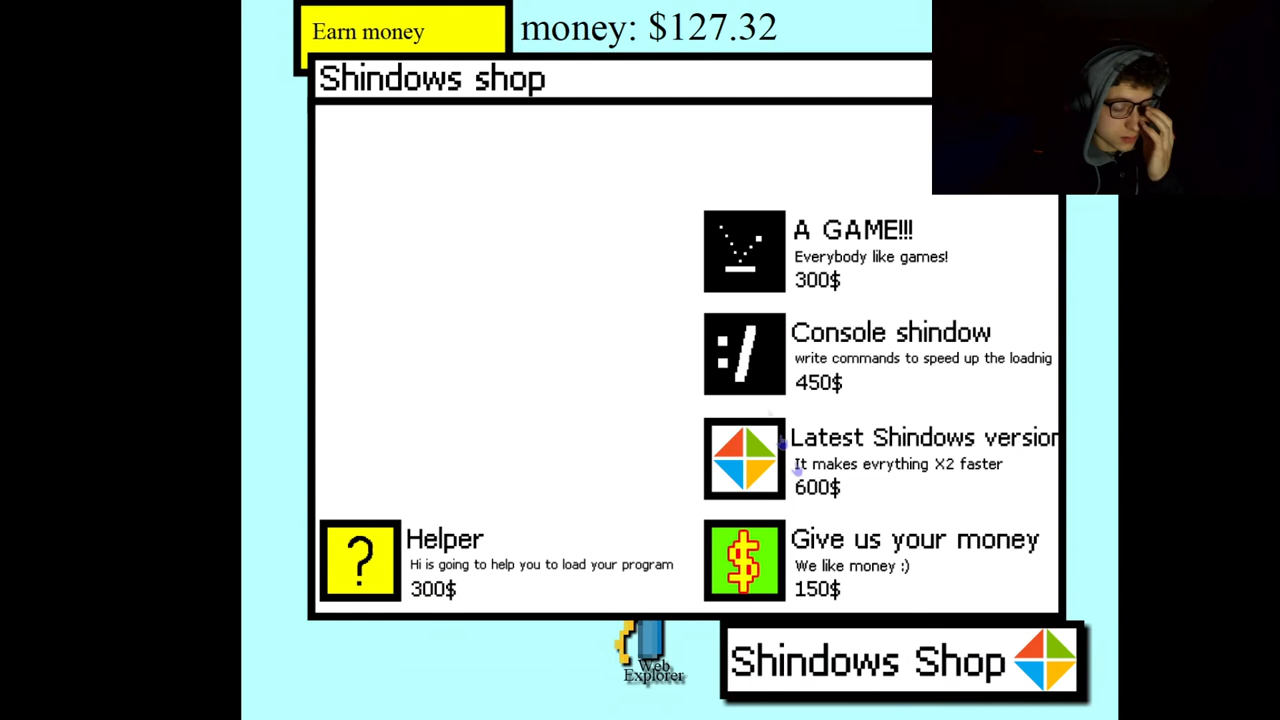 Earn money
money: $127.32
Shindows shop
A GAME!!!
Everybody like games!
300$
Console shindow
write commands to speed up the loadnig
450$
Latest Shindows version
It makes evrything X2 faster
600$
Helper
Hi is going to help you to load your program
300$
Give us your money
We like money :)
150$
Web
Explorer
Shindows Shop